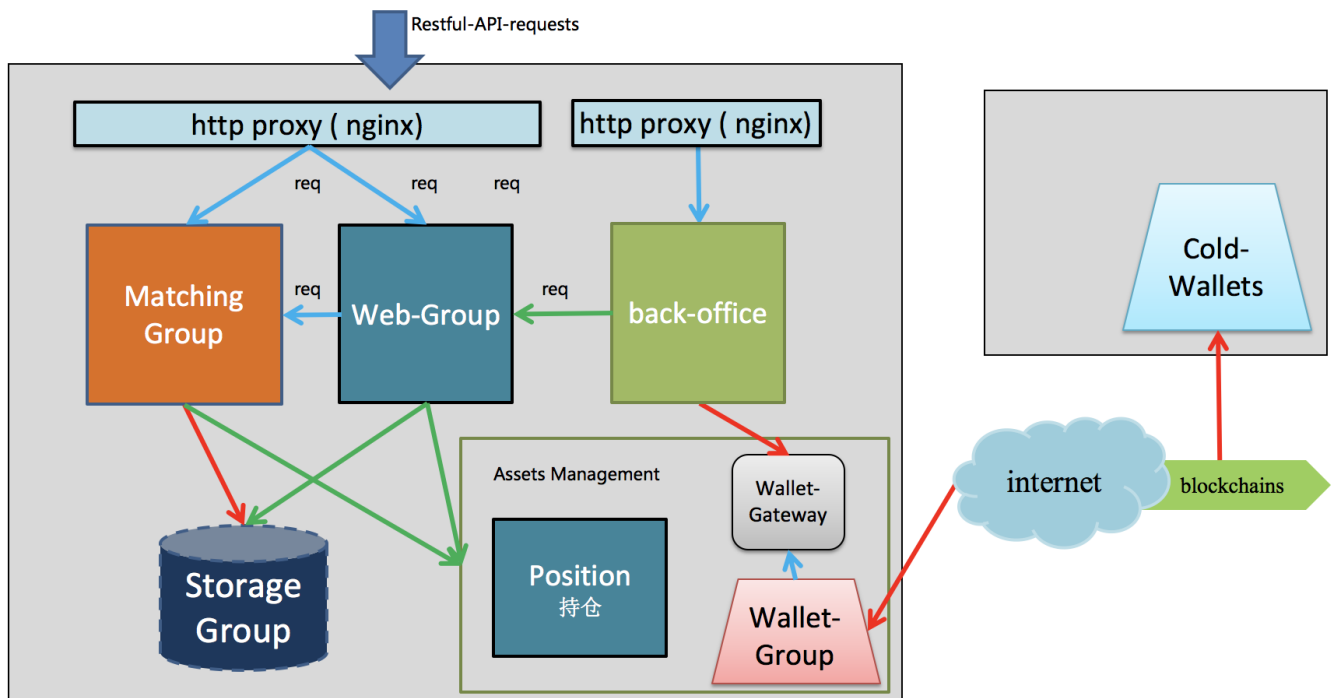 Restful-API-requests
http proxy ( nginx)
http proxy ( nginx)
req
req
req
Matching
Group
req
Web-Group
req
back-office
Cold-
Wallets
Assets Management
Wallet-
Gateway
internet
blockchains
Storage
Group
Position
持仓
Wallet-
Group